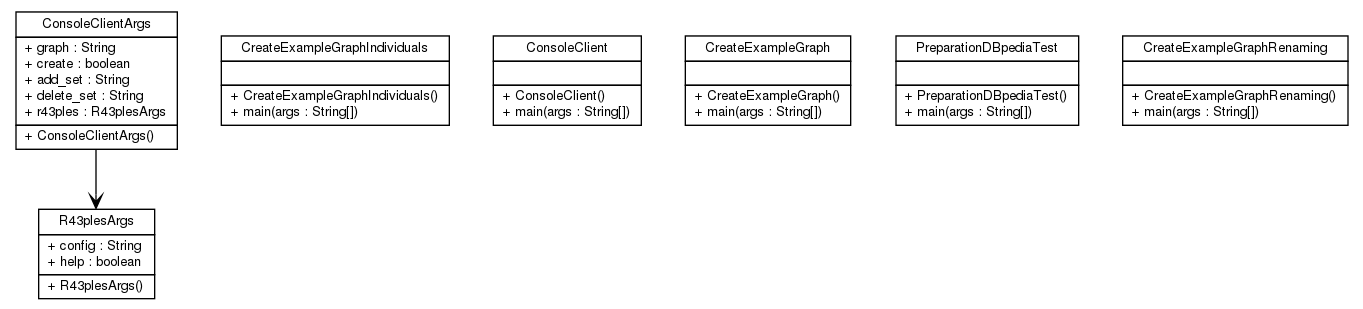 ConsoleClientArgs
+ graph : String
+ create : boolean
+ add_set : String
+ delete_set : String
+ r43ples : R43plesArgs
+ ConsoleClientArgs()
R43plesArgs
+ config : String
+ help : boolean
+ R43plesArgs()
CreateExampleGraphIndividuals
+ CreateExampleGraphIndividuals()
+ main(args : String[])
ConsoleClient
+ ConsoleClient()
+ main(args : String[])
CreateExampleGraph
+ CreateExampleGraph()
+ main(args : String[])
PreparationDBpediaTest
+ PreparationDBpediaTest()
+ main(args : String[])
CreateExampleGraphRenaming
+ CreateExampleGraphRenaming()
+ main(args : String[])